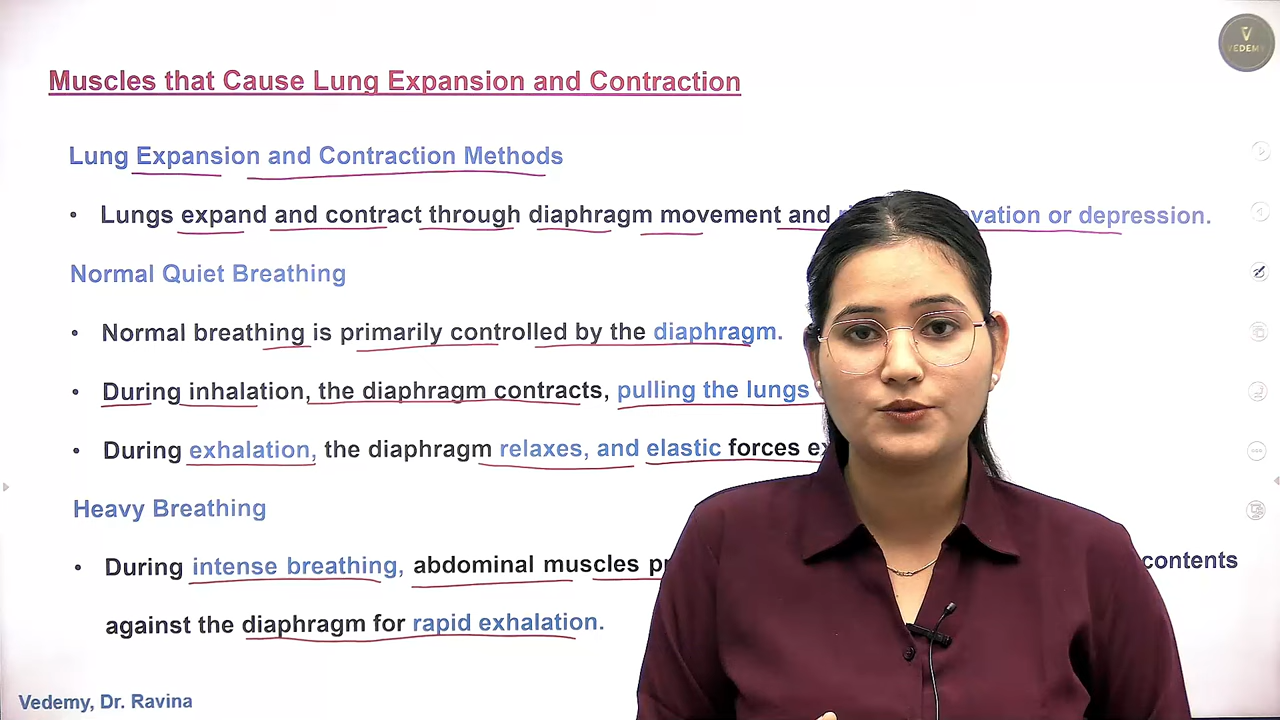 VEDEMY
Muscles that Cause Lung Expansion and Contraction
Lung Expansion and Contraction Methods
• Lungs expand and contract through diaphragm movement and or depression.
Normal Quiet Breathing
• Normal breathing is primarily controlled by the diaphragm.
• During inhalation, the diaphragm contracts, pulling the lungs
• During exhalation, the diaphragm relaxes, and elastic forces
Heavy Breathing
• During intense breathing, abdominal muscles contents
against the diaphragm for rapid exhalation.
Vedemy, Dr. Ravina